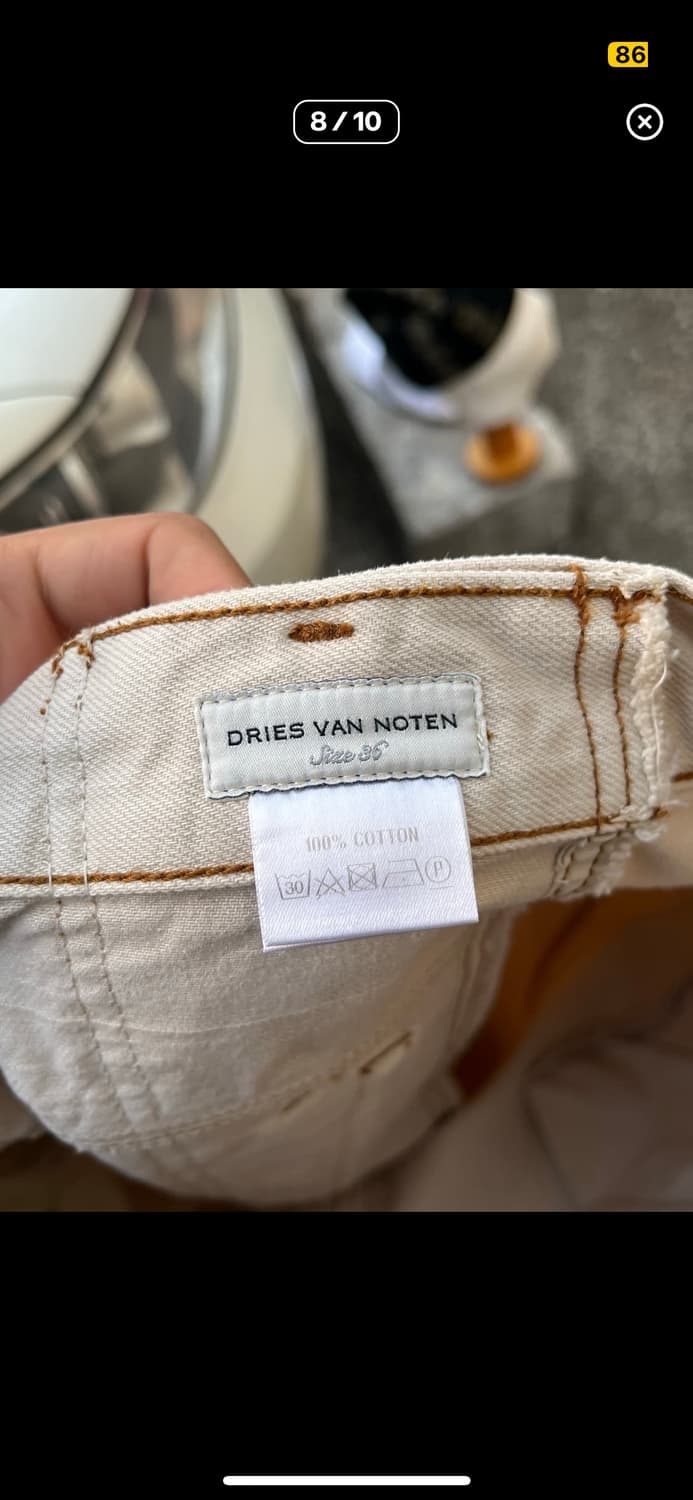 86
8 / 10
DRIES VAN NOTEN
Size 36
100% COTTON
30 P